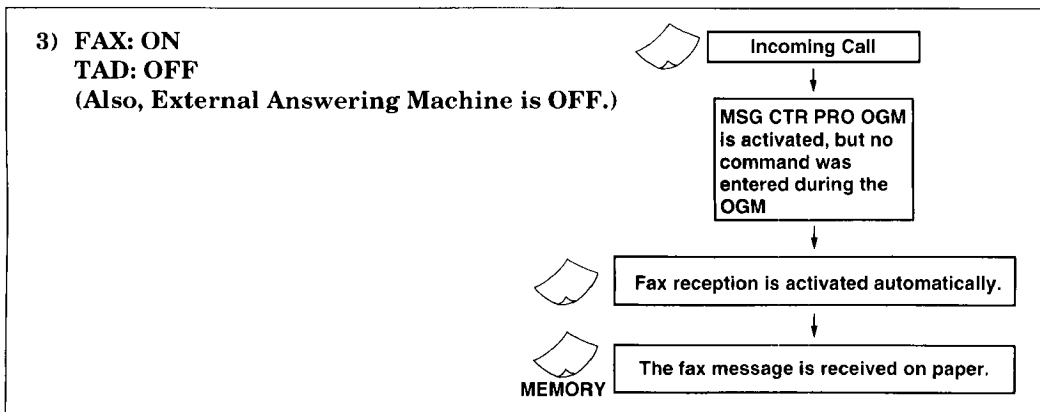 3) FAX: ON
TAD: OFF
(Also, External Answering Machine is OFF.)
Incoming Call
MSG CTR PRO OGM
is activated, but no
command was
entered during the
OGM
Fax reception is activated automatically.
The fax message is received on paper.
MEMORY